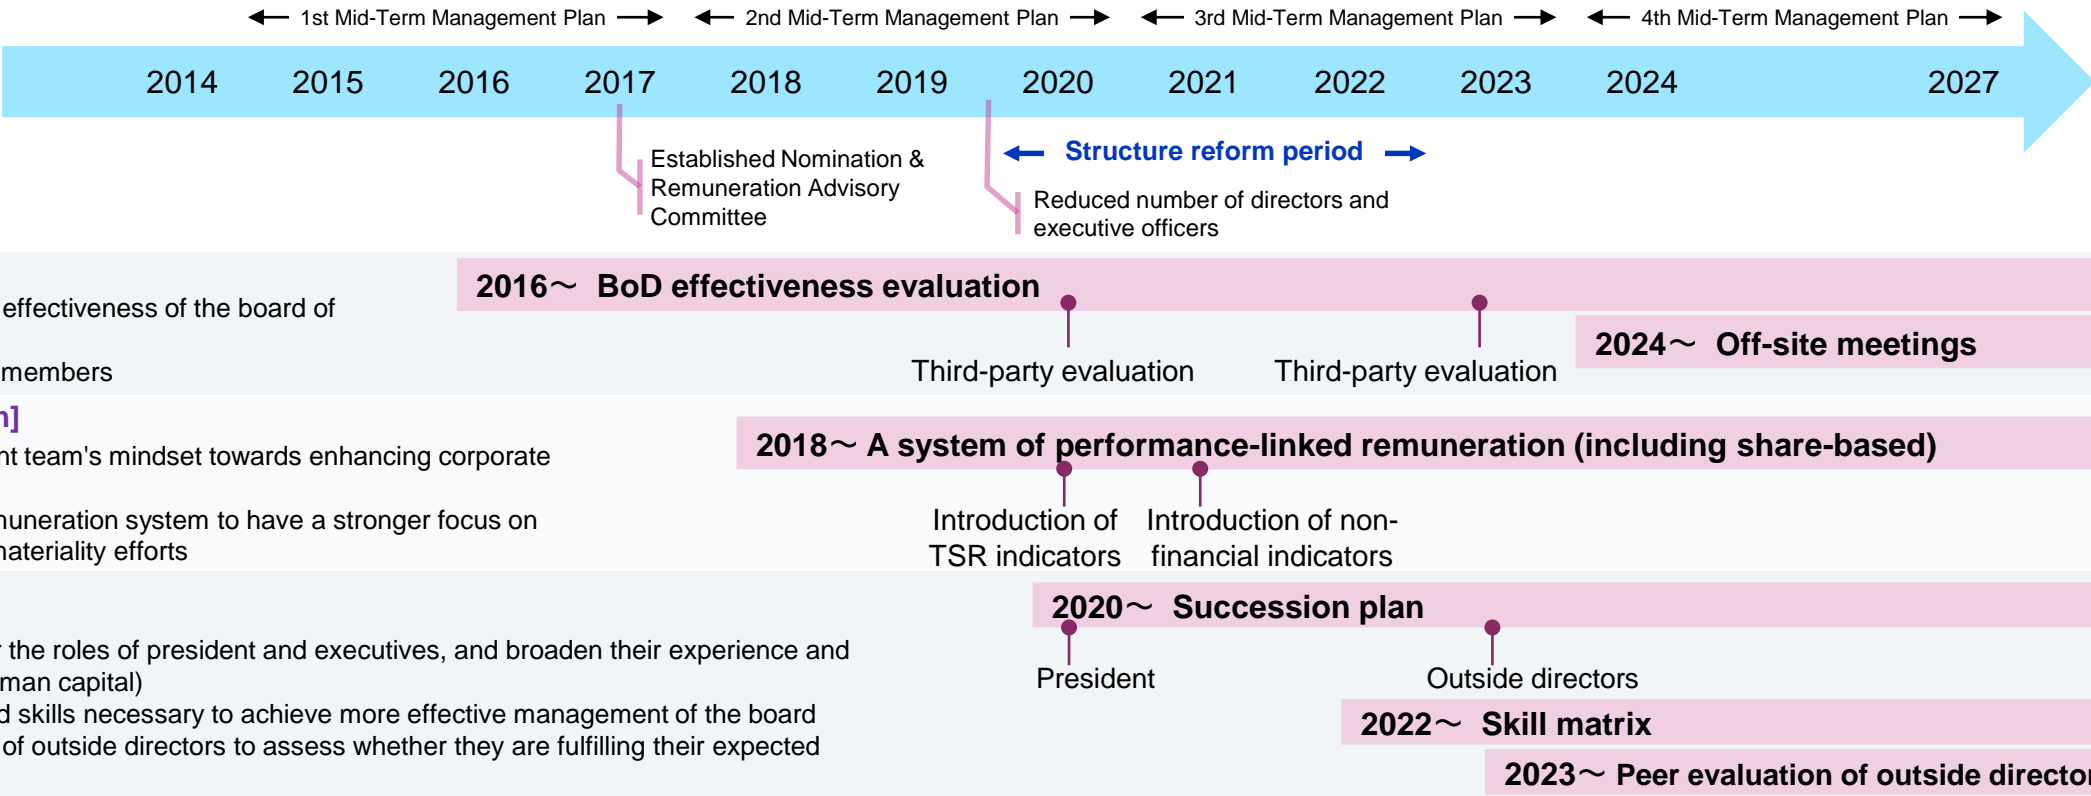 1st Mid-Term Management Plan
2nd Mid-Term Management Plan
3rd Mid-Term Management Plan
4th Mid-Term Management Plan
2014 2015 2016 2017 2018 2019 2020 2021 2022 2023 2024 2027
Established Nomination &
Remuneration Advisory
Committee
Structure reform period
Reduced number of directors and
executive officers
2016～ BoD effectiveness evaluation
effectiveness of the board of
members
Third-party evaluation
Third-party evaluation
2024～ Off-site meetings
team's mindset towards enhancing corporate
2018～ A system of performance-linked remuneration (including share-based)
system to have a stronger focus on
efforts
Introduction of
TSR indicators
Introduction of non-
financial indicators
2020～ Succession plan
the roles of president and executives, and broaden their experience and
capital)
skills necessary to achieve more effective management of the board
of outside directors to assess whether they are fulfilling their expected
President
Outside directors
2022～ Skill matrix
2023～ Peer evaluation of outside